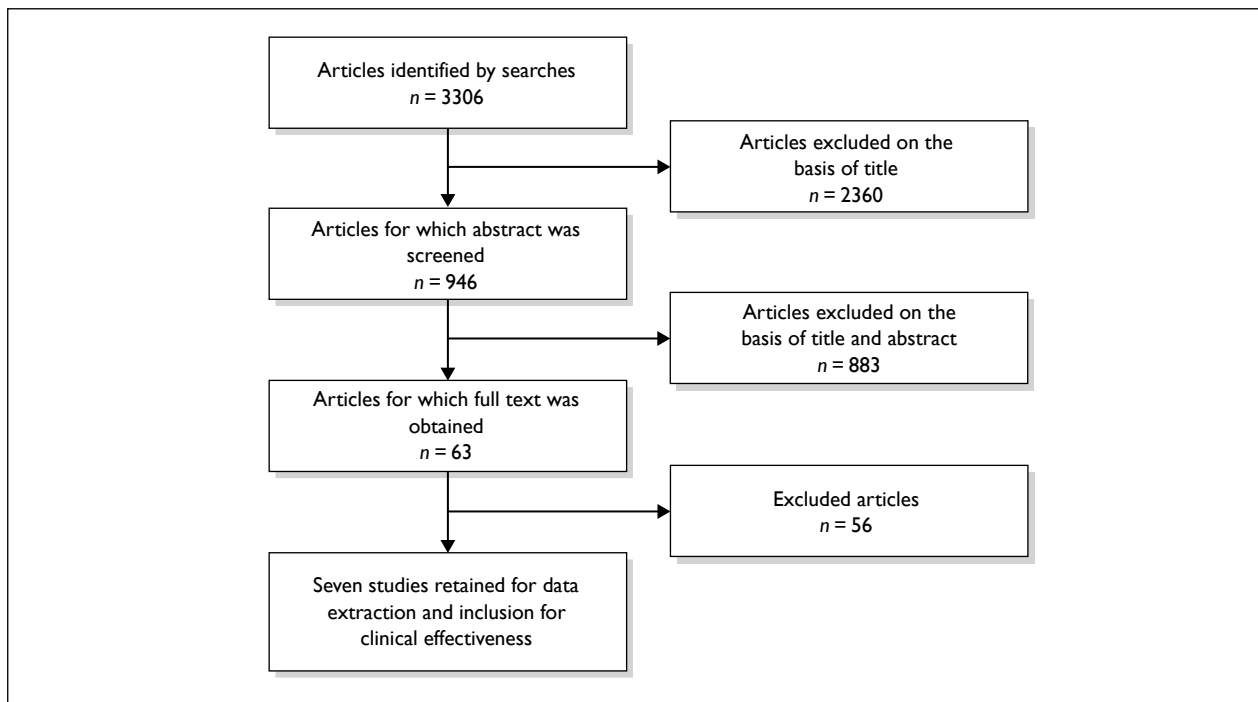 Articles identified by searches
n = 3306
Articles excluded on the
basis of title
n = 2360
Articles for which abstract was
screened
n = 946
Articles excluded on the
basis of title and abstract
n = 883
Articles for which full text was
obtained
n = 63
Excluded articles
n = 56
Seven studies retained for data
extraction and inclusion for
clinical effectiveness